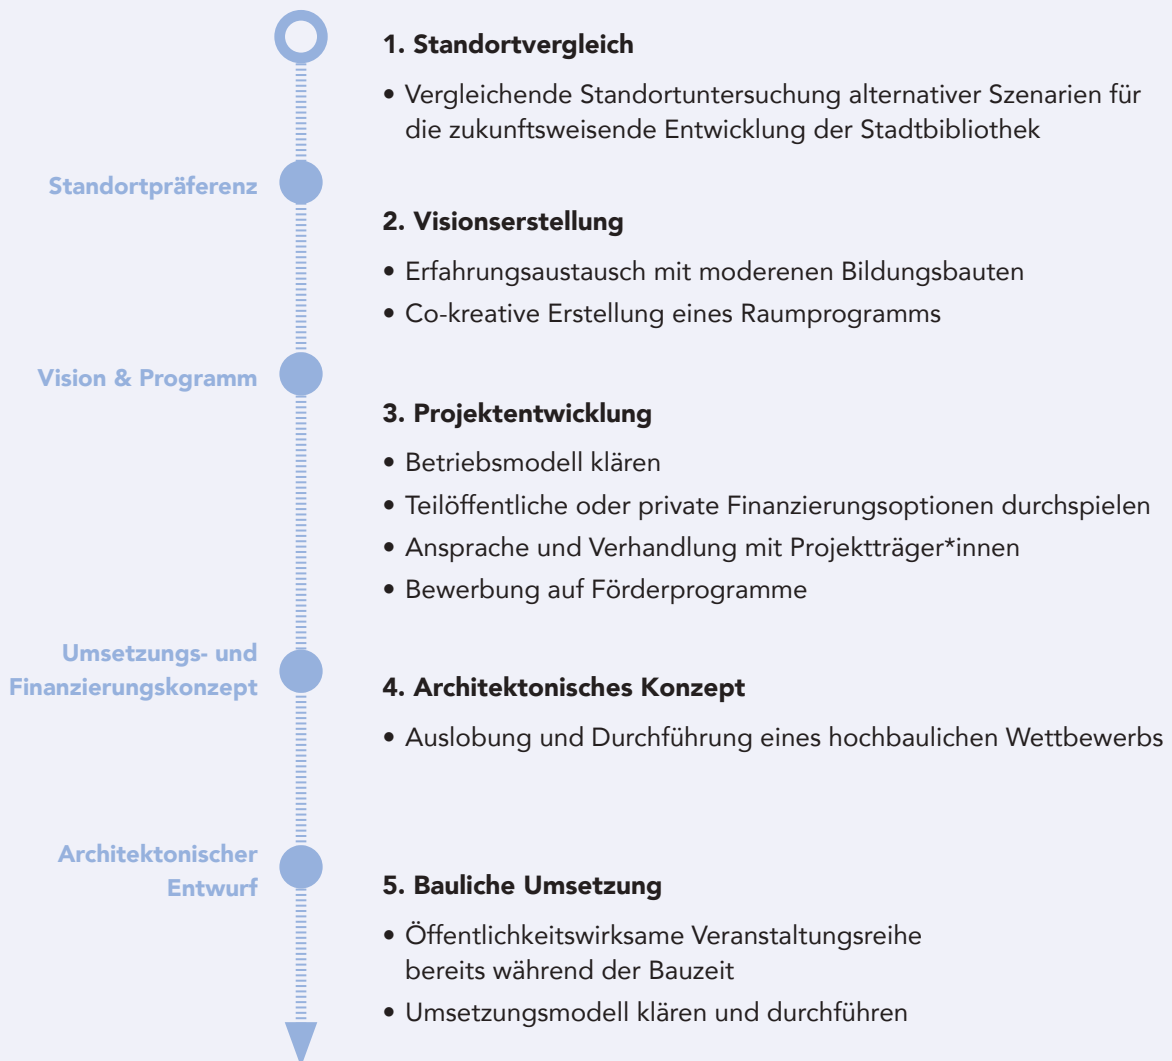 1. Standortvergleich
• Vergleichende Standortuntersuchung alternativer Szenarien für
die zukunftsweisende Entwicklung der Stadtbibliothek
Standortpräferenz
2. Visionserstellung
• Erfahrungsaustausch mit moderenen Bildungsbauten
• Co-kreative Erstellung eines Raumprogramms
Vision & Programm
3. Projektentwicklung
• Betriebsmodell klären
• Teilöffentliche oder private Finanzierungsoptionen durchspielen
• Ansprache und Verhandlung mit Projektträger*innen
• Bewerbung auf Förderprogramme
Umsetzungs- und
Finanzierungskonzept
4. Architektonisches Konzept
• Auslobung und Durchführung eines hochbaulichen Wettbewerbs
Architektonischer
Entwurf
5. Bauliche Umsetzung
• Öffentlichkeitswirksame Veranstaltungsreihe
bereits während der Bauzeit
• Umsetzungsmodell klären und durchführen